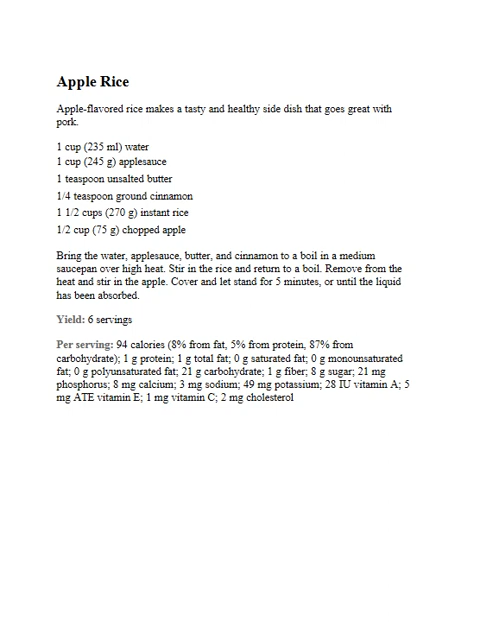 Apple Rice
Apple-flavored rice makes a tasty and healthy side dish that goes great with
pork.
1 cup (235 ml) water
1 cup (245 g) applesauce
1 teaspoon unsalted butter
1/4 teaspoon ground cinnamon
1 1/2 cups (270 g) instant rice
1/2 cup (75 g) chopped apple
Bring the water, applesauce, butter, and cinnamon to a boil in a medium
saucepan over high heat. Stir in the rice and return to a boil. Remove from the
heat and stir in the apple. Cover and let stand for 5 minutes, or until the liquid
has been absorbed.
Yield: 6 servings
Per serving: 94 calories (8% from fat, 5% from protein, 87% from
carbohydrate); 1 g protein; 1 g total fat; 0 g saturated fat; 0 g monounsaturated
fat; 0 g polyunsaturated fat; 21 g carbohydrate; 1 g fiber; 8 g sugar; 21 mg
phosphorus; 8 mg calcium; 3 mg sodium; 49 mg potassium; 28 IU vitamin A; 5
mg ATE vitamin E; 1 mg vitamin C; 2 mg cholesterol